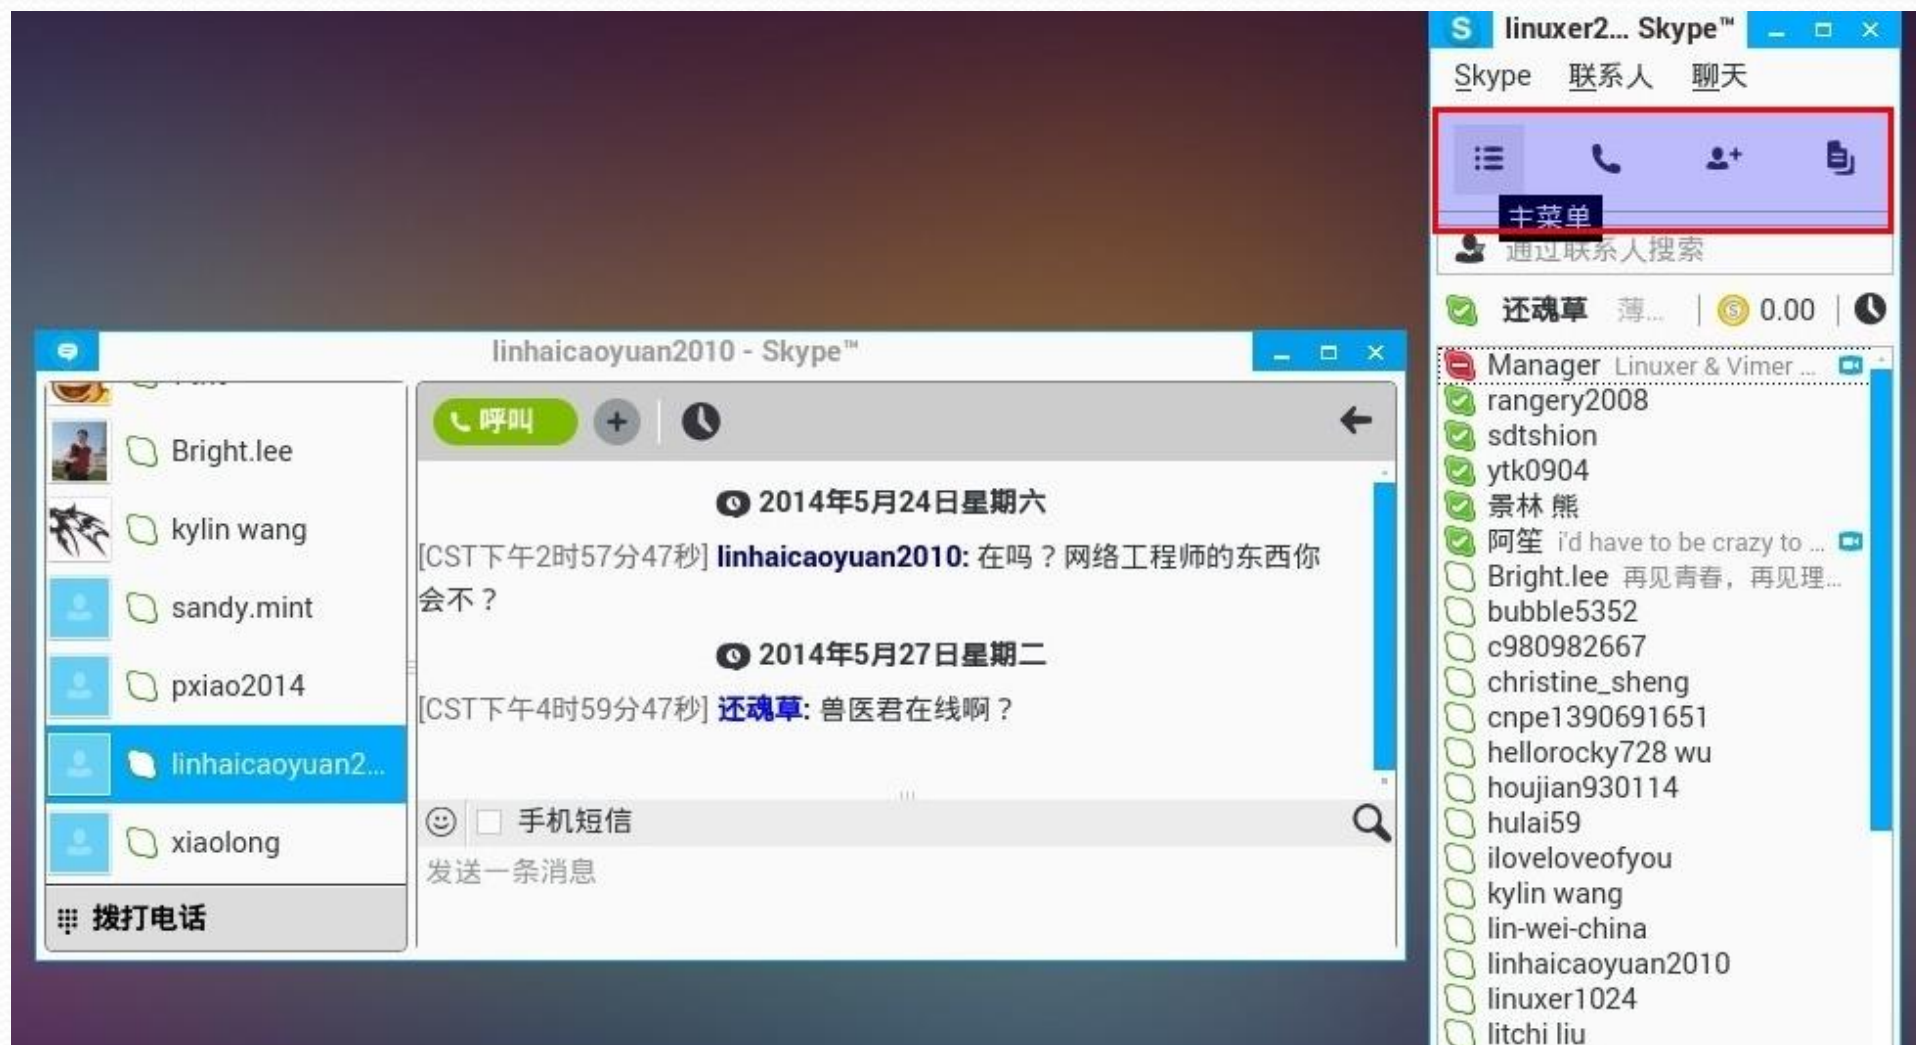 linuxer2... Skype™
Skype 联系人 聊天
主菜单
通过联系人搜索
还魂草 薄... 0.00
Manager Linuxer & Vimer ...
rangery2008
sdtshion
ytk0904
景林 熊
阿笙 i'd have to be crazy to ...
Bright.lee 再见青春，再见理...
bubble5352
c980982667
christine_sheng
cnpe1390691651
hellorocky728 wu
houjian930114
hulai59
iloveloveofyou
kylin wang
lin-wei-china
linhaicaoyuan2010
linuxer1024
litchi liu
linhaicaoyuan2010 - Skype™
Bright.lee
kylin wang
sandy.mint
pxiao2014
linhaicaoyuan2...
xiaolong
拨打电话
呼叫
2014年5月24日星期六
[CST下午2时57分47秒] linhaicaoyuan2010: 在吗？网络工程师的东西你
会不？
2014年5月27日星期二
[CST下午4时59分47秒] 还魂草: 兽医君在线啊？
手机短信
发送一条消息